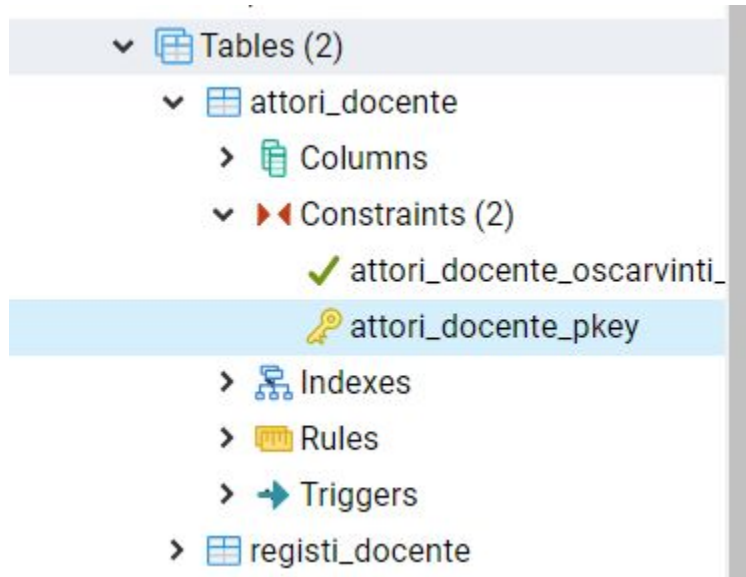 Tables (2)
attori_docente
Columns
Constraints (2)
attori_docente_oscarvinti_
attori_docente_pkey
Indexes
Rules
Triggers
registi_docente